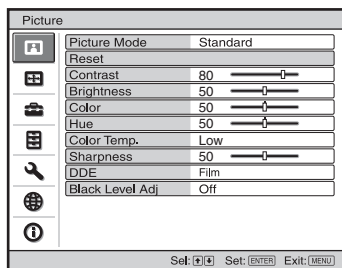 Picture
Picture Mode Standard
Reset
Contrast 80
Brightness 50
Color 50
Hue 50
Color Temp. Low
Sharpness 50
DDE Film
Black Level Adj Off
Sel: Set: ENTER Exit: MENU